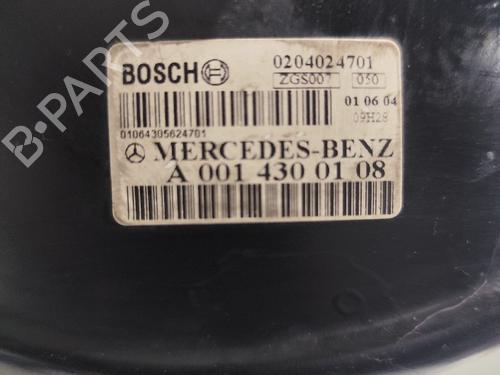 B-PARTS
BOSCH 0204024701
ZGS007 050
01 06 04
09H28
01064305624701
MERCEDES-BENZ
A 001 430 01 08